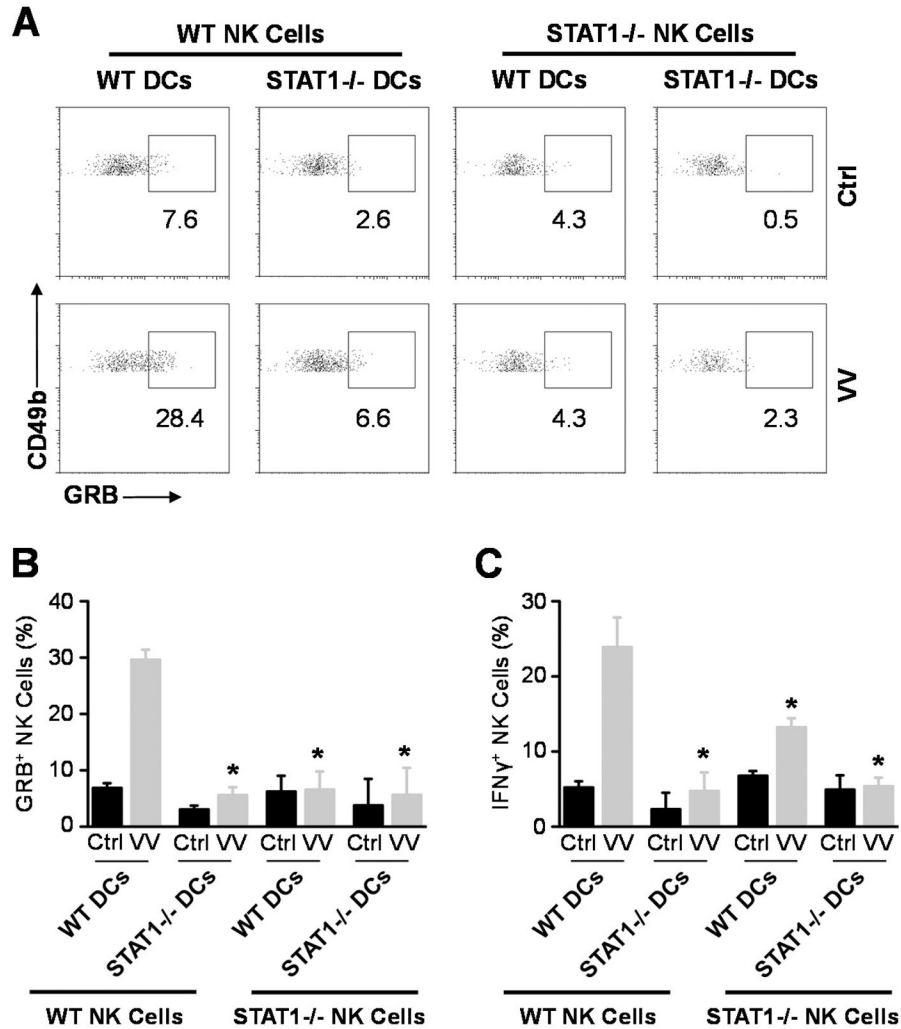 A
WT NK Cells STAT1-/- NK Cells
WT DCs STAT1-/- DCs WT DCs STAT1-/- DCs
7.6 2.6 4.3 0.5
Ctrl
28.4 6.6 4.3 2.3
VV
CD49b
GRB
B
GRB⁺ NK Cells (%)
40
30
20
10
0
* * *
Ctrl VV Ctrl VV Ctrl VV Ctrl VV
WT DCs STAT1-/- DCs WT DCs STAT1-/- DCs
WT NK Cells STAT1-/- NK Cells
C
IFNγ⁺ NK Cells (%)
30
20
10
0
* * *
Ctrl VV Ctrl VV Ctrl VV Ctrl VV
WT DCs STAT1-/- DCs WT DCs STAT1-/- DCs
WT NK Cells STAT1-/- NK Cells